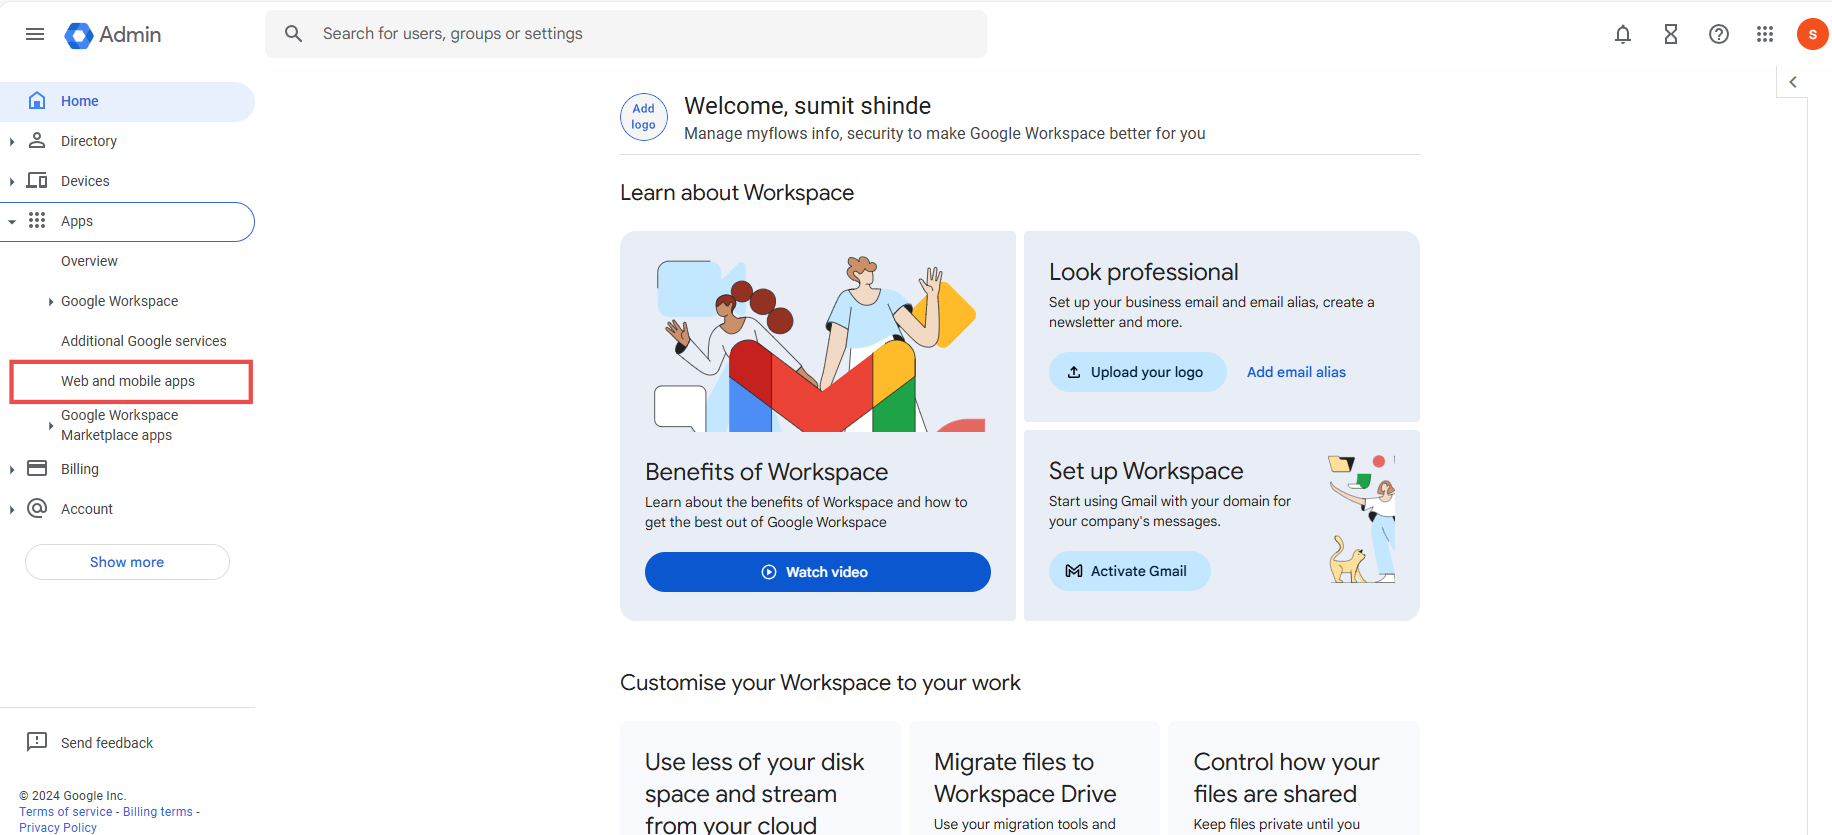 Admin
Search for users, groups or settings
s
Home
Directory
Devices
Apps
Overview
Google Workspace
Additional Google services
Web and mobile apps
Google Workspace
Marketplace apps
Billing
Account
Show more
Send feedback
© 2024 Google Inc.
Terms of service - Billing terms -
Privacy Policy
Add
logo
Welcome, sumit shinde
Manage myflows info, security to make Google Workspace better for you
Learn about Workspace
Benefits of Workspace
Learn about the benefits of Workspace and how to
get the best out of Google Workspace
Watch video
Look professional
Set up your business email and email alias, create a
newsletter and more.
Upload your logo
Add email alias
Set up Workspace
Start using Gmail with your domain for
your company's messages.
Activate Gmail
Customise your Workspace to your work
Use less of your disk
space and stream
from your cloud
Migrate files to
Workspace Drive
Use your migration tools and
Control how your
files are shared
Keep files private until you